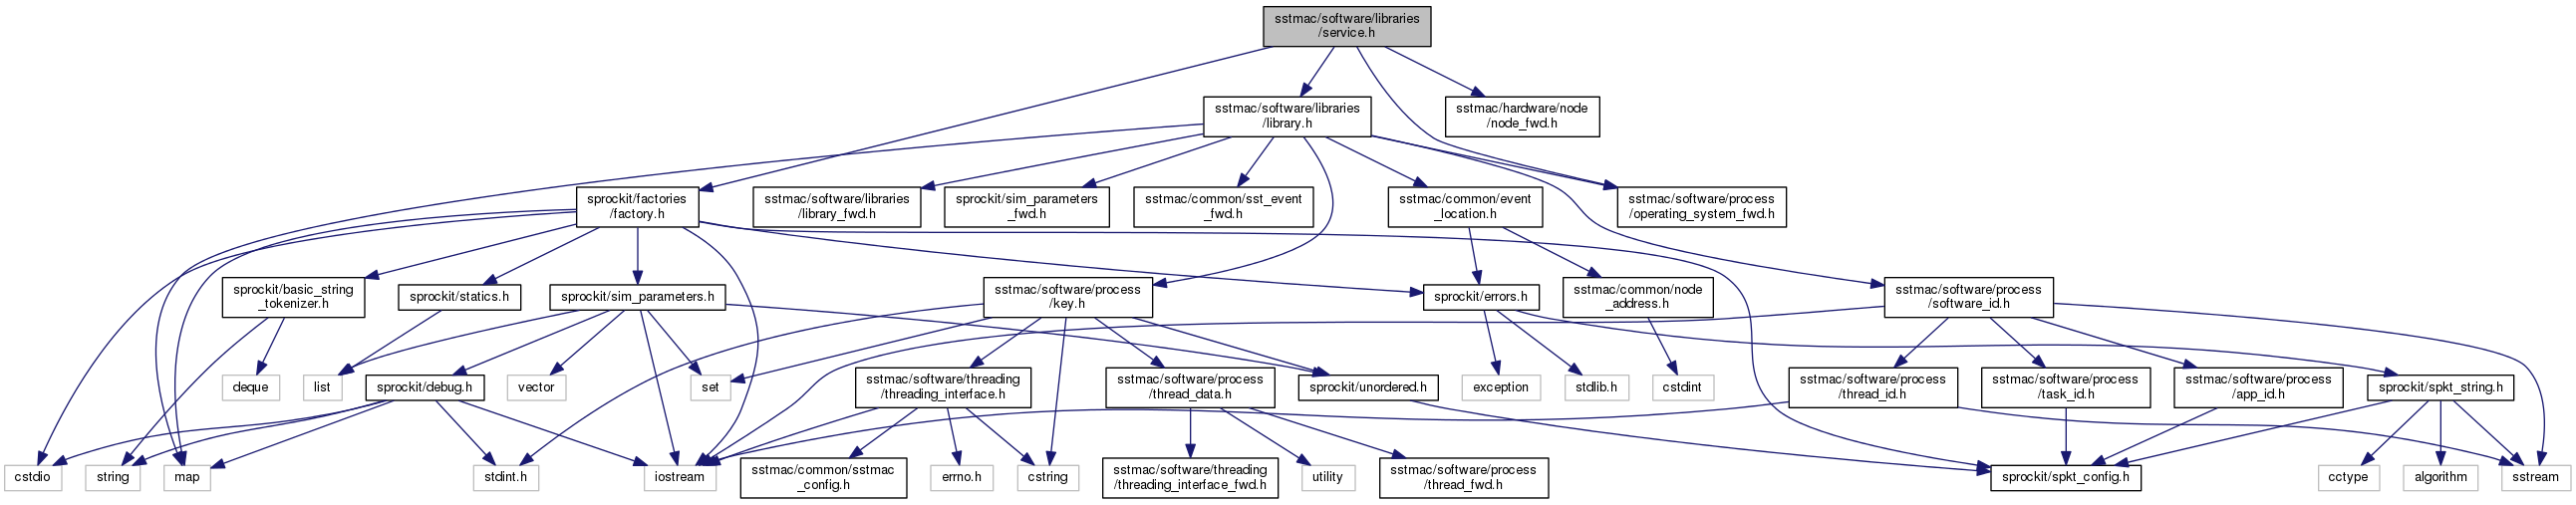 sstmac/software/libraries
/service.h
sstmac/software/libraries
/library.h
sstmac/hardware/node
/node_fwd.h
sprockit/factories
/factory.h
sstmac/software/libraries
/library_fwd.h
sprockit/sim_parameters
_fwd.h
sstmac/common/sst_event
_fwd.h
sstmac/common/event
_location.h
sstmac/software/process
/operating_system_fwd.h
sprockit/basic_string
_tokenizer.h
sprockit/statics.h
sprockit/sim_parameters.h
sstmac/software/process
/key.h
sprockit/errors.h
sstmac/common/node
_address.h
sstmac/software/process
/software_id.h
deque
list
sprockit/debug.h
vector
set
sstmac/software/threading
/threading_interface.h
sstmac/software/process
/thread_data.h
sprockit/unordered.h
exception
stdlib.h
cstdint
sstmac/software/process
/thread_id.h
sstmac/software/process
/task_id.h
sstmac/software/process
/app_id.h
sprockit/spkt_string.h
cstdio
string
map
stdint.h
iostream
sstmac/common/sstmac
_config.h
errno.h
cstring
sstmac/software/threading
/threading_interface_fwd.h
utility
sstmac/software/process
/thread_fwd.h
sprockit/spkt_config.h
cctype
algorithm
sstream